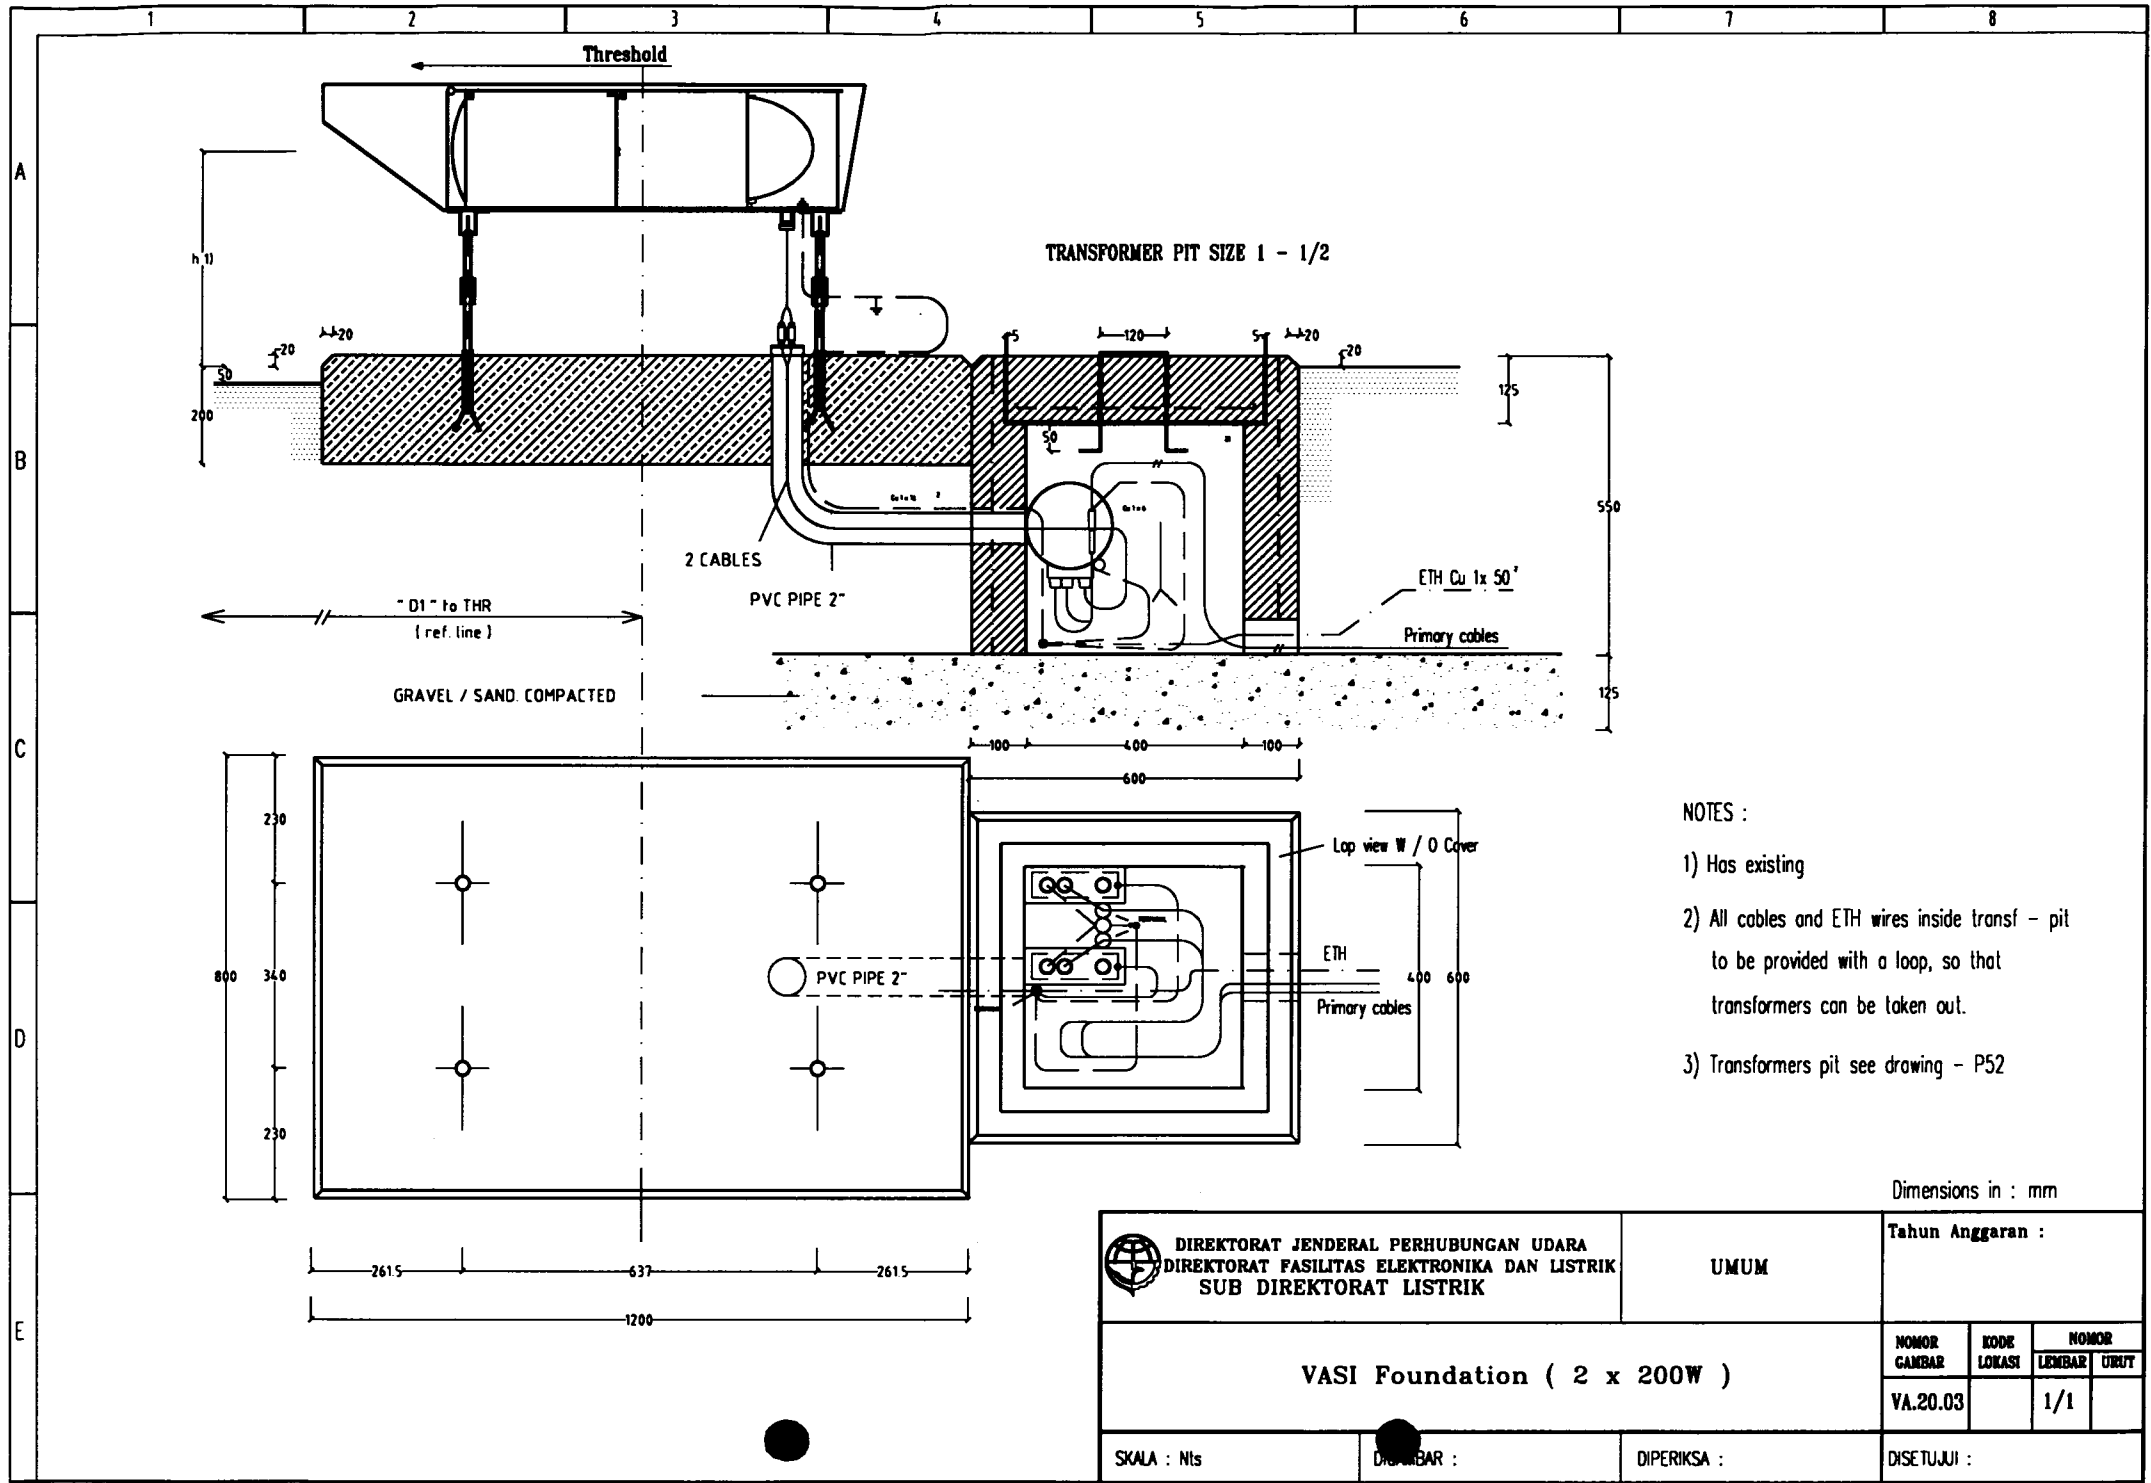 1 2 3 4 5 6 7 8
A
B
C
D
E
Threshold
TRANSFORMER PIT SIZE 1 - 1/2
h 1)
20
20
50
200
5
120
5
20
20
125
50
550
Cu 1 x 6
2 CABLES
PVC PIPE 2"
" D1 " to THR
( ref. line )
ETH Cu 1x 50²
Primary cables
GRAVEL / SAND. COMPACTED
125
100
400
100
600
230
800
340
230
PVC PIPE 2"
Lop view W / O Cover
ETH
400
600
Primary cables
261.5
637
261.5
1200
NOTES :
1) Has existing
2) All cables and ETH wires inside transf - pit
to be provided with a loop, so that
transformers can be taken out.
3) Transformers pit see drawing - P52
Dimensions in : mm
DIREKTORAT JENDERAL PERHUBUNGAN UDARA
DIREKTORAT FASILITAS ELEKTRONIKA DAN LISTRIK
SUB DIREKTORAT LISTRIK
UMUM
Tahun Anggaran :
VASI Foundation ( 2 x 200W )
NOMOR GAMBAR
KODE LOKASI
NOMOR
LEMBAR
URUT
VA.20.03
1/1
SKALA : Nts
DIPERIKSA :
DISETUJUI :